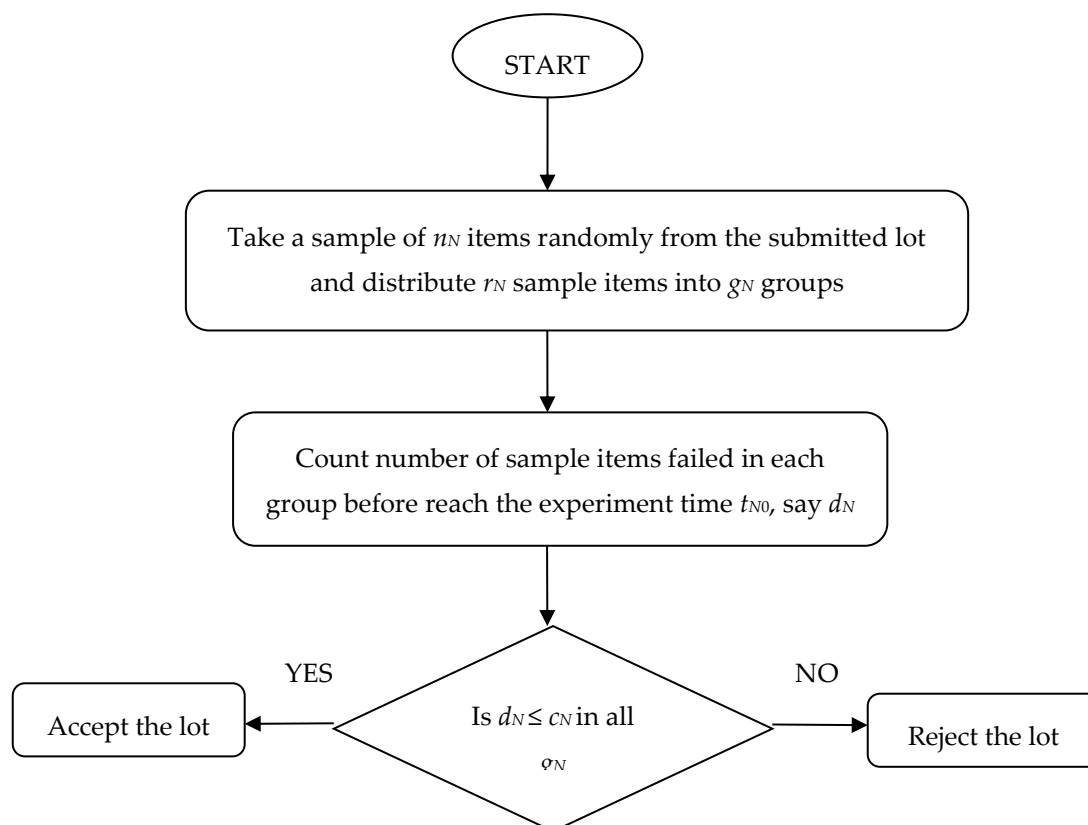 START
Take a sample of nN items randomly from the submitted lot
and distribute rN sample items into gN groups
Count number of sample items failed in each
group before reach the experiment time tN0, say dN
YES
NO
Accept the lot
Is dN ≤ cN in all
gN
Reject the lot